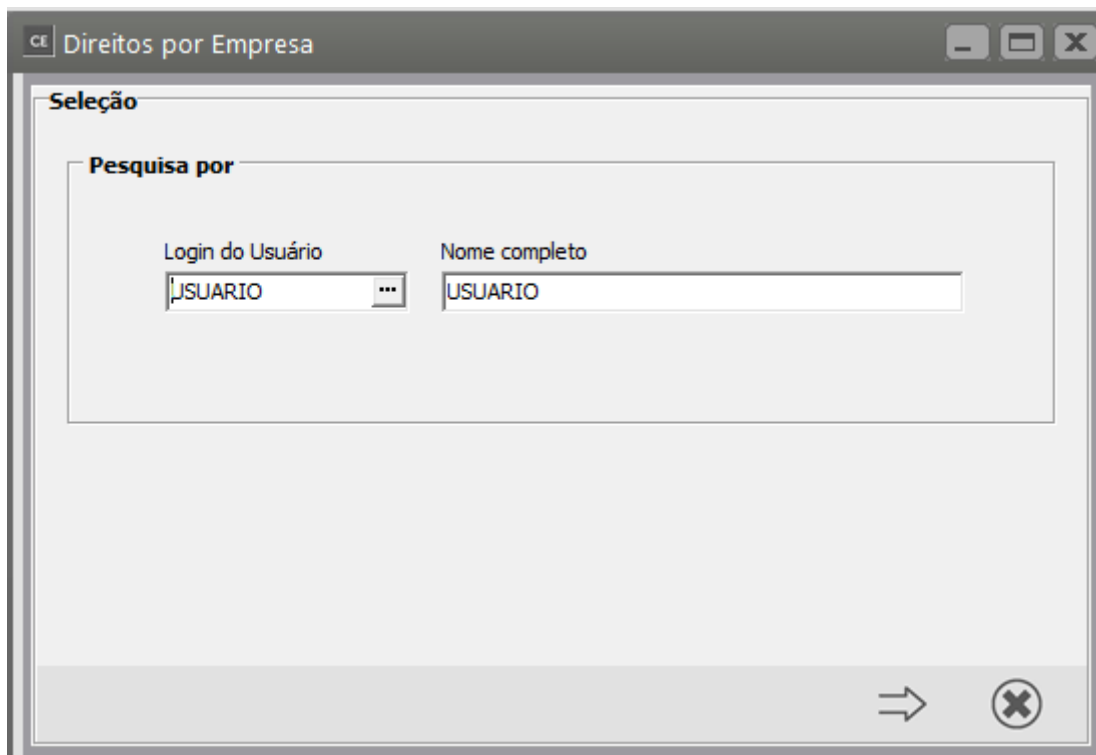 CE Direitos por Empresa
Seleção
Pesquisa por
Login do Usuário Nome completo
USUARIO ... USUARIO